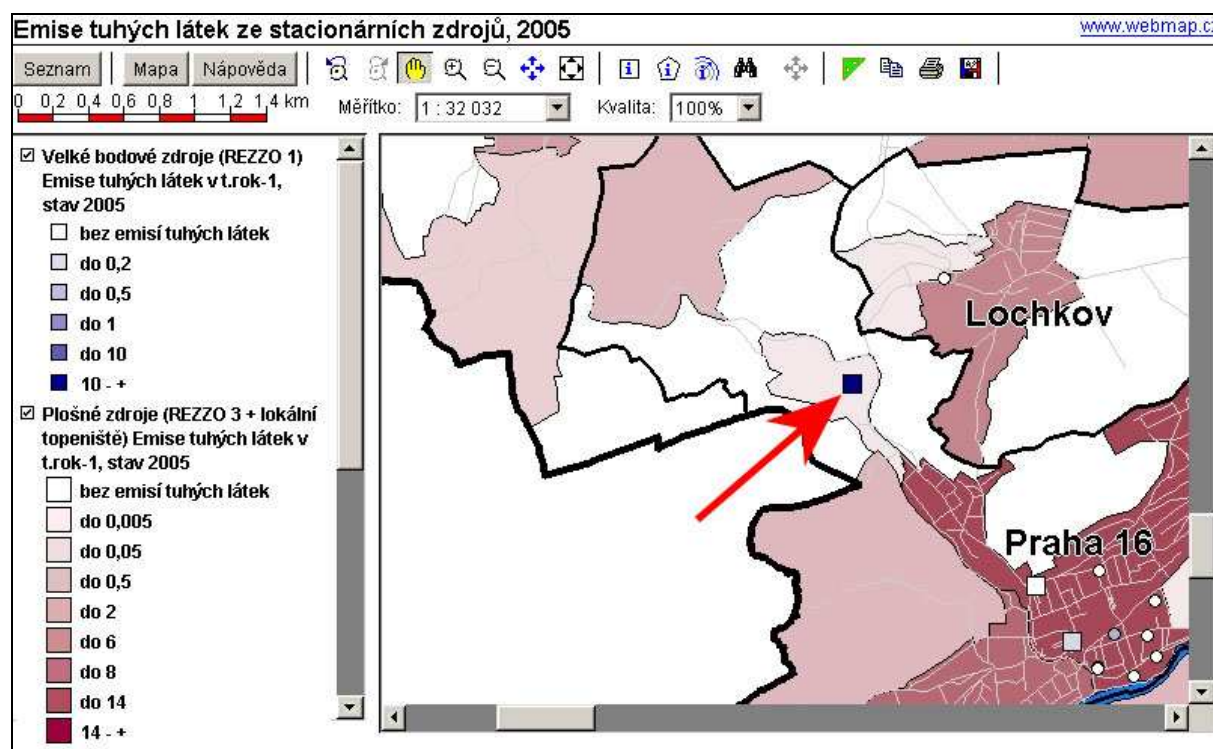 Emise tuhých látek ze stacionárních zdrojů, 2005
www.webmap.cz
Seznam Mapa Nápověda
0 0,2 0,4 0,6 0,8 1 1,2 1,4 km
Měřítko: 1 : 32 032 Kvalita: 100%
Velké bodové zdroje (REZZO 1)
Emise tuhých látek v t.rok-1,
stav 2005
bez emisí tuhých látek
do 0,2
do 0,5
do 1
do 10
10 - +
Plošné zdroje (REZZO 3 + lokální
topeniště) Emise tuhých látek v
t.rok-1, stav 2005
bez emisí tuhých látek
do 0,005
do 0,05
do 0,5
do 2
do 6
do 8
do 14
14 - +
Lochkov
Praha 16